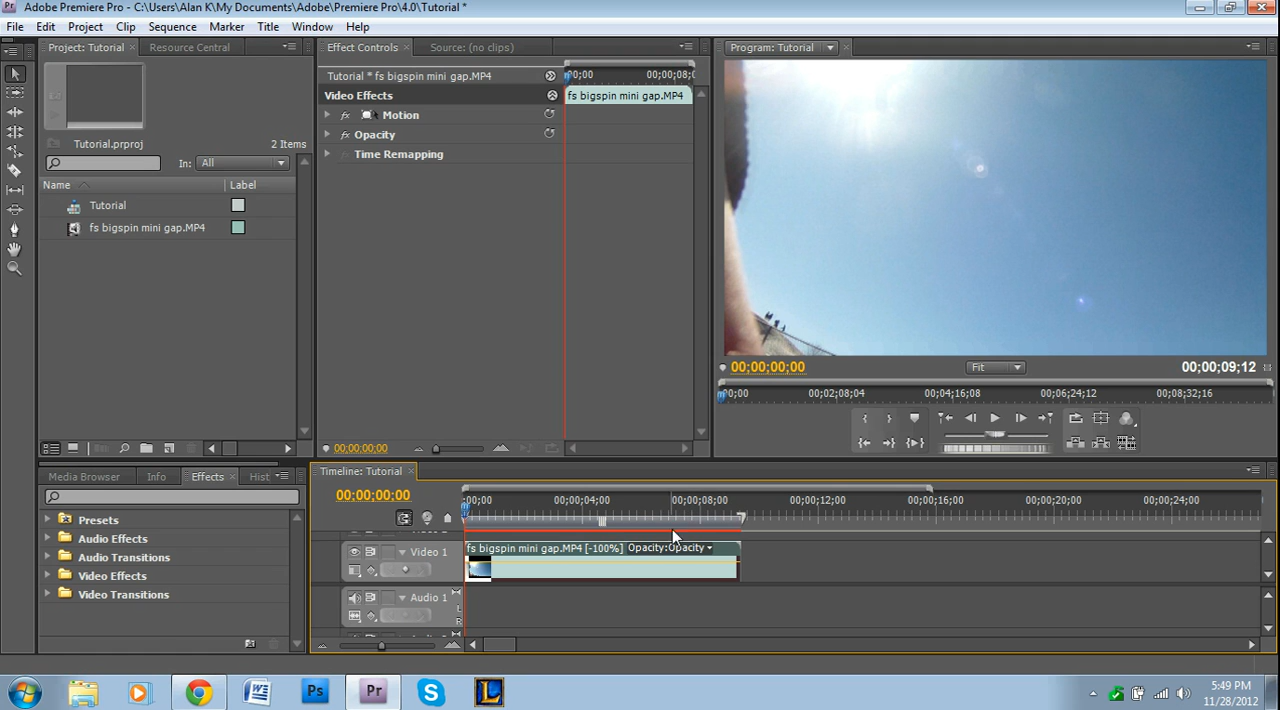 Adobe Premiere Pro - C:\Users\Alan K\My Documents\Adobe\Premiere Pro\4.0\Tutorial *
File Edit Project Clip Sequence Marker Title Window Help
Project: Tutorial Resource Central
Tutorial.prproj 2 Items
In: All
Name Label
Tutorial
fs bigspin mini gap.MP4
Effect Controls Source: (no clips)
Tutorial * fs bigspin mini gap.MP4
00;00 00;00;08;0
Video Effects
fs bigspin mini gap.MP4
fx Motion
fx Opacity
Time Remapping
00;00;00;00
Program: Tutorial
00;00;00;00 Fit 00;00;09;12
00;00 00;02;08;04 00;04;16;08 00;06;24;12 00;08;32;16
Media Browser Info Effects Hist
Presets
Audio Effects
Audio Transitions
Video Effects
Video Transitions
Timeline: Tutorial
00;00;00;00
;00;00 00;00;04;00 00;00;08;00 00;00;12;00 00;00;16;00 00;00;20;00 00;00;24;00
Video 1
fs bigspin mini gap.MP4 [-100%] Opacity:Opacity
Audio 1
L
R
W Ps Pr S L
5:49 PM
11/28/2012